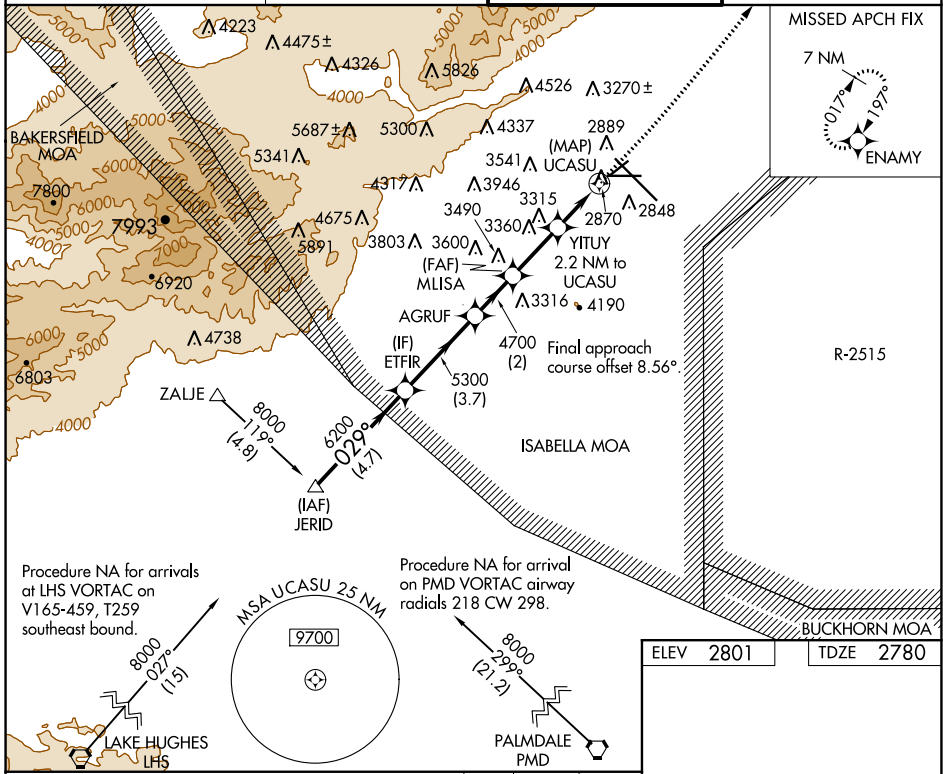 4223
4475±
4326
5826
5000
4526
3270±
4000
4000
5000
BAKERSFIELD
MOA
5687±
5300
4337
2889
5341
3541
(MAP)
UCASU
6000
7800
4317
3946
3315
7993
4675
3490
3360
2870
2848
5891
3803
3600
YITUY
2.2 NM to
UCASU
(FAF)
MLISA
7000
6920
3316
4190
AGRUF
4700
(2)
6000
5000
4738
(IF)
ETFIR
Final approach
course offset 8.56°.
5300
(3.7)
6803
ZALJE
8000
119°
(4.8)
6200
029°
(4.7)
4000
(IAF)
JERID
ISABELLA MOA
R-2515
MISSED APCH FIX
7 NM
017°
197°
ENAMY
Procedure NA for arrivals
at LHS VORTAC on
V165-459, T259
southeast bound.
8000
027°
(15)
LAKE HUGHES
LHS
MSA UCASU 25 NM
9700
Procedure NA for arrival
on PMD VORTAC airway
radials 218 CW 298.
8000
299°
(21.2)
PALMDALE
PMD
BUCKHORN MOA
ELEV 2801
TDZE 2780